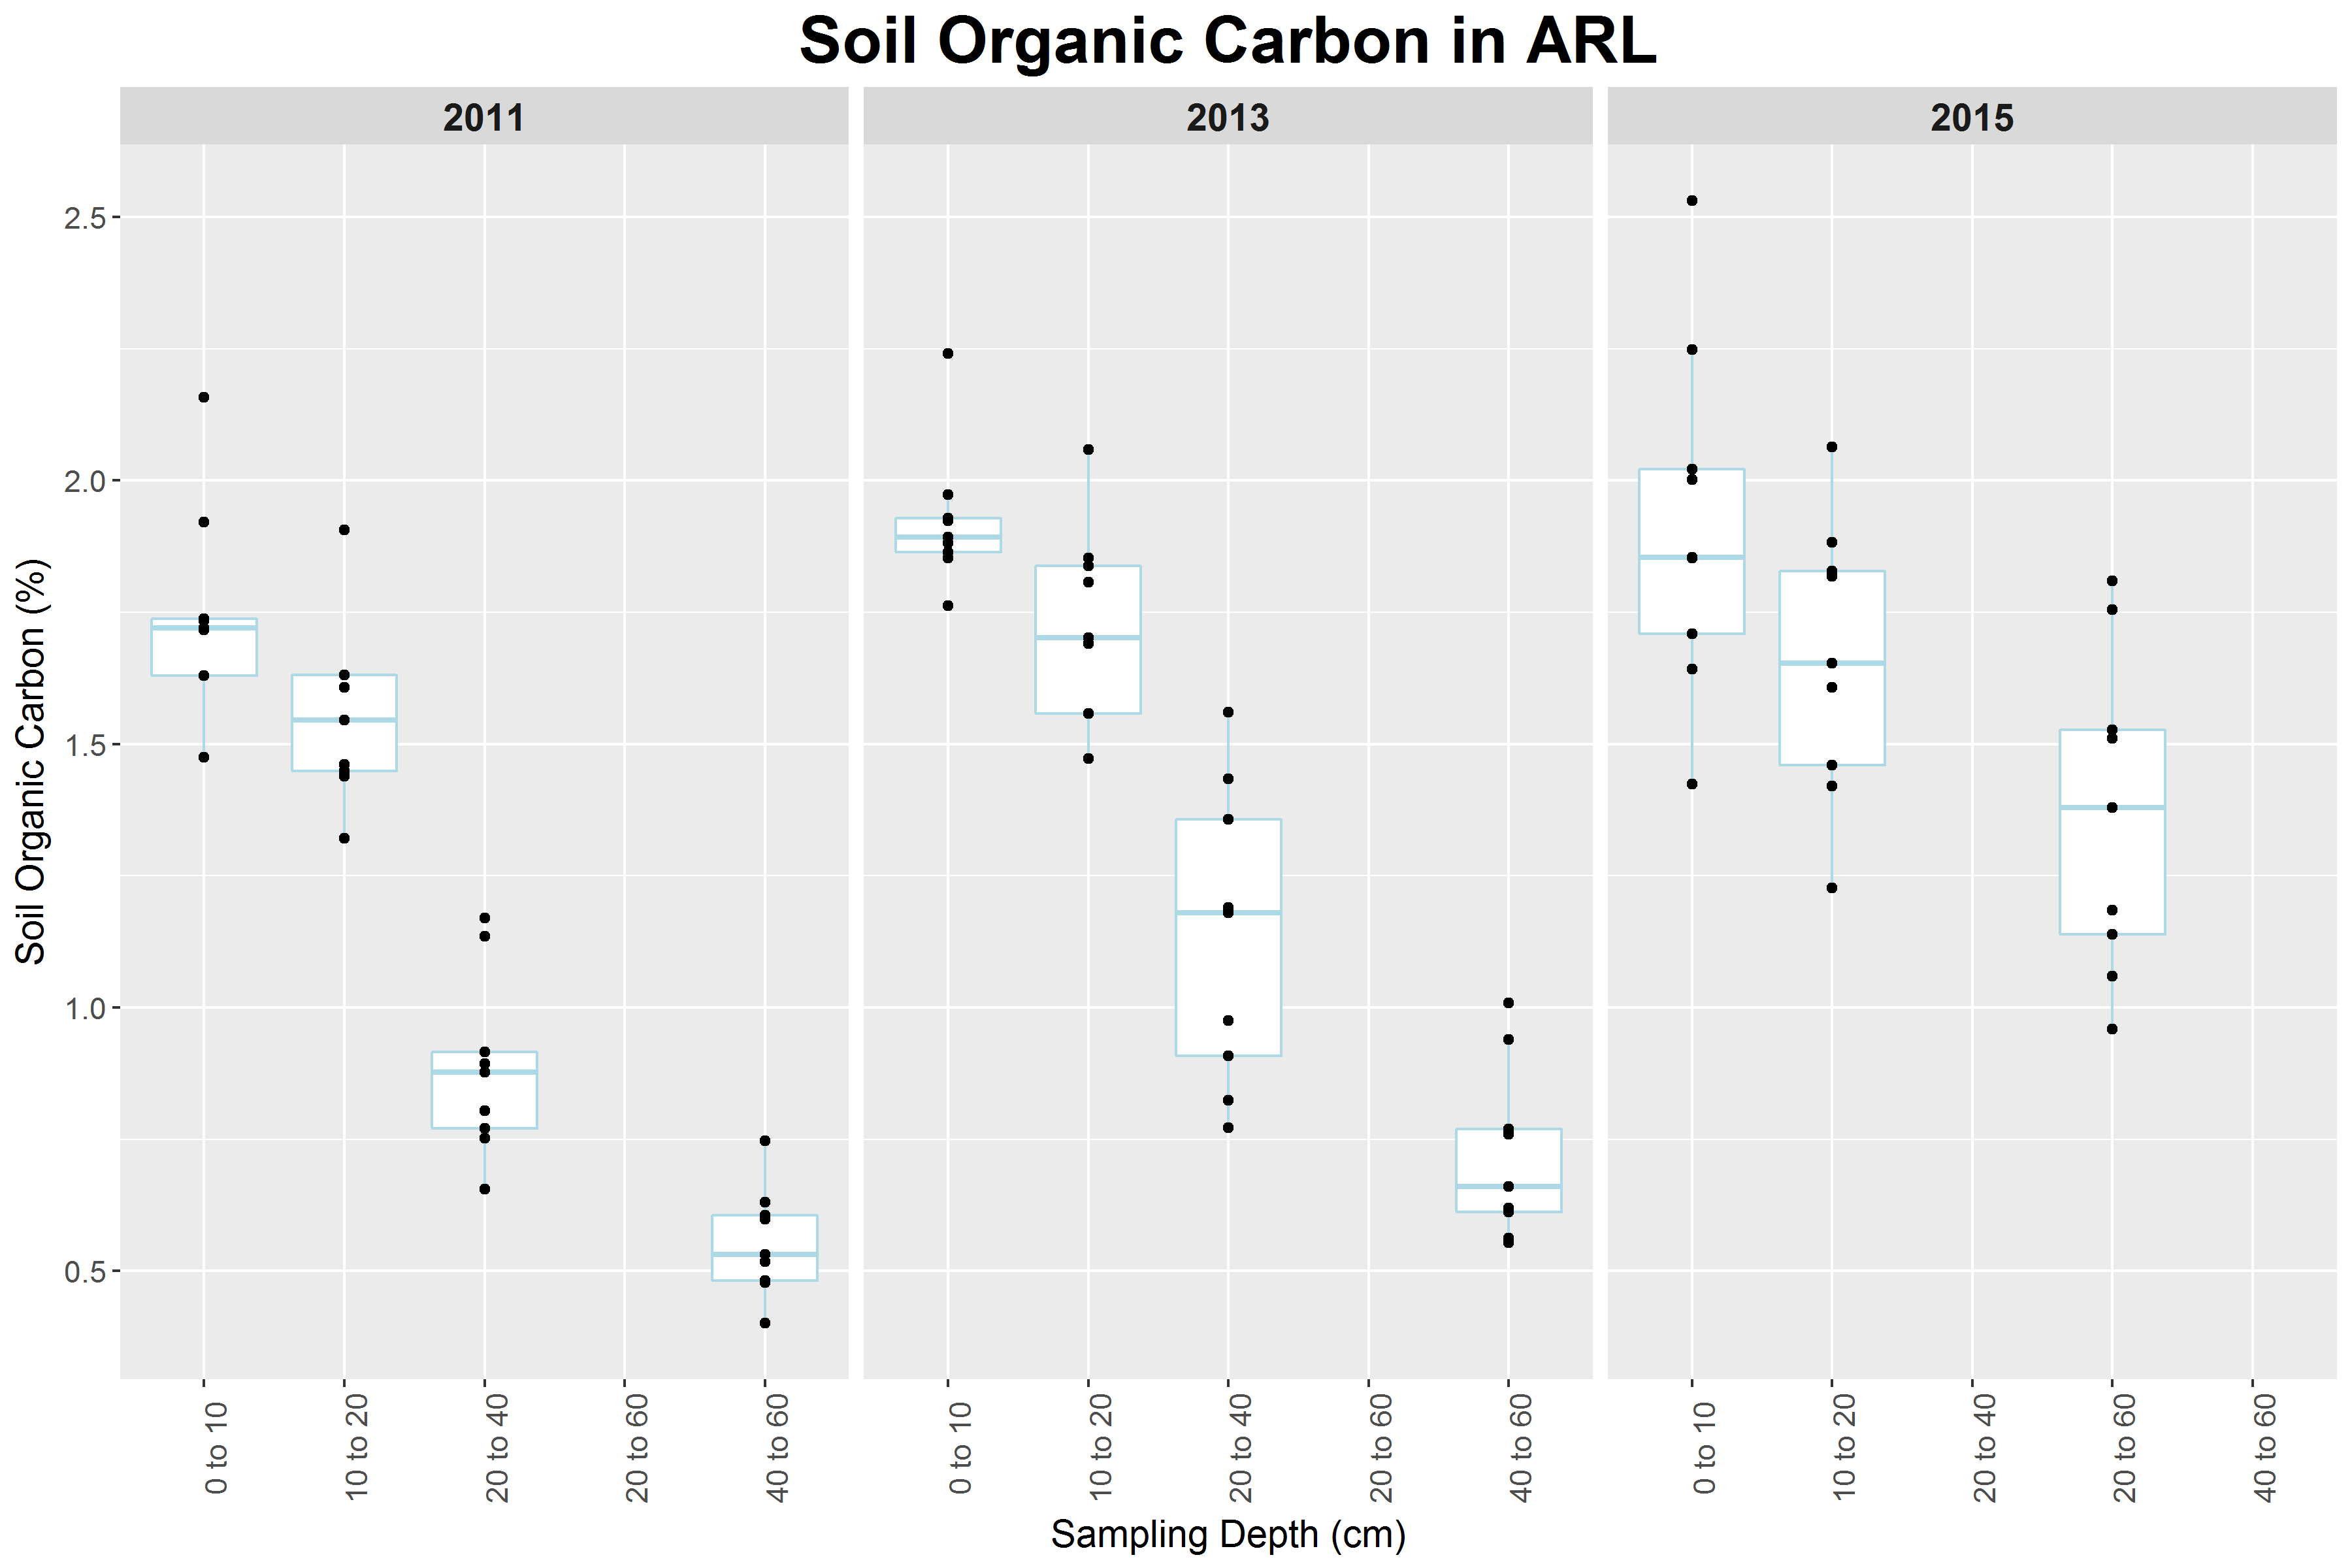 Soil Organic Carbon in ARL
2011
2013
2015
Soil Organic Carbon (%)
2.5
2.0
1.5
1.0
0.5
0 to 10
10 to 20
20 to 40
20 to 60
40 to 60
0 to 10
10 to 20
20 to 40
20 to 60
40 to 60
0 to 10
10 to 20
20 to 40
20 to 60
40 to 60
Sampling Depth (cm)